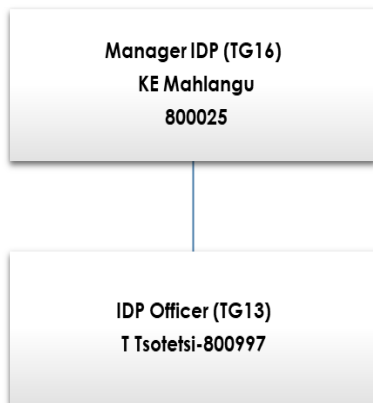 Manager IDP (TG16)
KE Mahlangu
800025
IDP Officer (TG13)
T Tsotetsi-800997